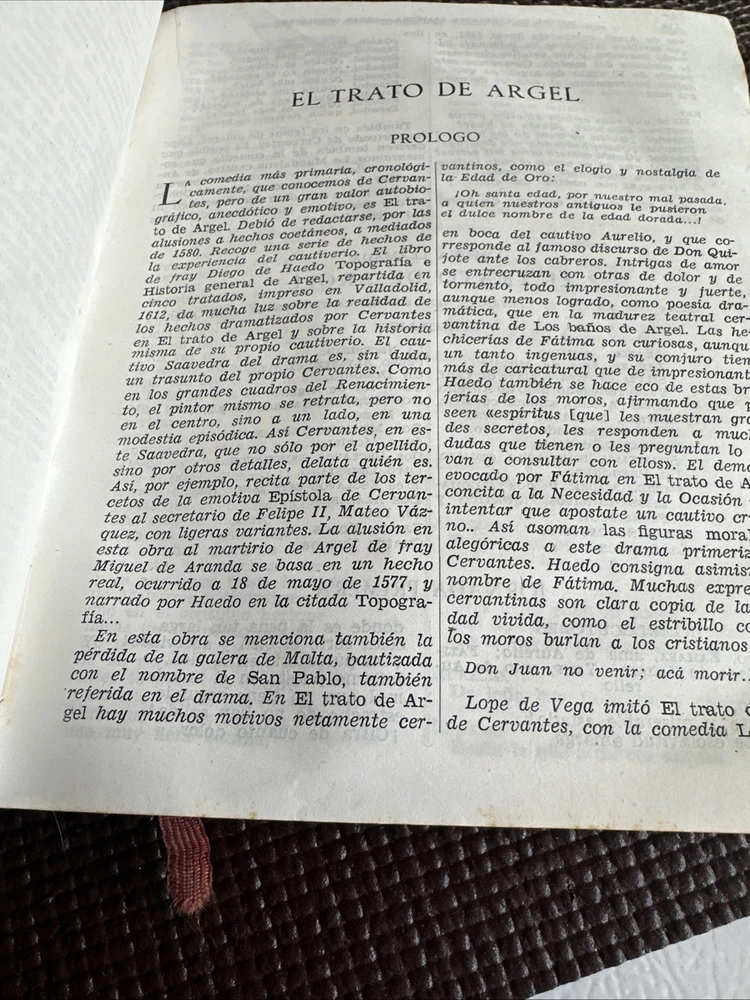 EL TRATO DE ARGEL
PROLOGO
LA comedia más primaria, cronológi-
camente, que conocemos de Cervan-
tes, pero de un gran valor autobio-
gráfico, anecdótico y emotivo, es El tra-
to de Argel. Debió de redactarse, por las
alusiones a hechos coetáneos, a mediados
de 1580. Recoge una serie de hechos de
la experiencia del cautiverio. El libro
de fray Diego de Haedo Topografía e
Historia general de Argel, repartida en
cinco tratados, impreso en Valladolid,
1612, da mucha luz sobre la realidad de
los hechos dramatizados por Cervantes
en El trato de Argel y sobre la historia
misma de su propio cautiverio. El cau-
tivo Saavedra del drama es, sin duda,
un trasunto del propio Cervantes. Como
en los grandes cuadros del Renacimien-
to, el pintor mismo se retrata, pero no
en el centro, sino a un lado, en una
modestia episódica. Así Cervantes, en es-
te Saavedra, que no sólo por el apellido,
sino por otros detalles, delata quién es.
Así, por ejemplo, recita parte de los ter-
cetos de la emotiva Epístola de Cervan-
tes al secretario de Felipe II, Mateo Váz-
quez, con ligeras variantes. La alusión en
esta obra al martirio de Argel de fray
Miguel de Aranda se basa en un hecho
real, ocurrido a 18 de mayo de 1577, y
narrado por Haedo en la citada Topogra-
fía...
En esta obra se menciona también la
pérdida de la galera de Malta, bautizada
con el nombre de San Pablo, también
referida en el drama. En El trato de Ar-
gel hay muchos motivos netamente cer-
vantinos, como el elogio y nostalgia de
la Edad de Oro:
¡Oh santa edad, por nuestro mal pasada,
a quien nuestros antiguos le pusieron
el dulce nombre de la edad dorada...!
en boca del cautivo Aurelio, y que co-
rresponde al famoso discurso de Don Qui-
jote ante los cabreros. Intrigas de amor
se entrecruzan con otras de dolor y de
tormento, todo impresionante y fuerte,
aunque menos logrado, como poesía dra-
mática, que en la madurez teatral cer-
vantina de Los baños de Argel. Las he-
chicerías de Fátima son curiosas, aunqu
un tanto ingenuas, y su conjuro tien
más de caricatural que de impresionant
Haedo también se hace eco de estas br
jerías de los moros, afirmando que p
seen «espíritus [que] les muestran gra
des secretos, les responden a much
dudas que tienen o les preguntan lo
van a consultar con ellos». El demo
evocado por Fátima en El trato de A
concita a la Necesidad y la Ocasión
intentar que apostate un cautivo cri
no.. Así asoman las figuras moral
alegóricas a este drama primeriz
Cervantes. Haedo consigna asimis
nombre de Fátima. Muchas expre
cervantinas son clara copia de la
dad vivida, como el estribillo co
los moros burlan a los cristianos
Don Juan no venir; acá morir..
Lope de Vega imitó El trato d
de Cervantes, con la comedia L